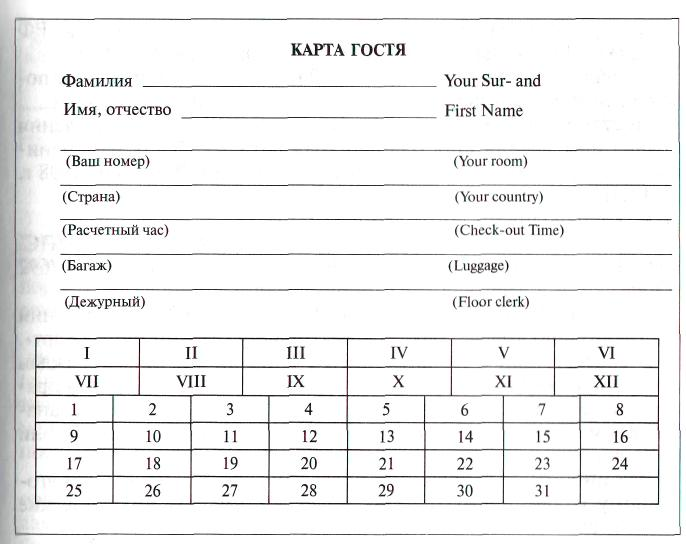 КАРТА ГОСТЯ
Фамилия Your Sur- and
Имя, отчество First Name
(Ваш номер) (Your room)
(Страна) (Your country)
(Расчетный час) (Check-out Time)
(Багаж) (Luggage)
(Дежурный) (Floor clerk)
I II III IV V VI
VII VIII IX X XI XII
1 2 3 4 5 6 7 8
9 10 11 12 13 14 15 16
17 18 19 20 21 22 23 24
25 26 27 28 29 30 31